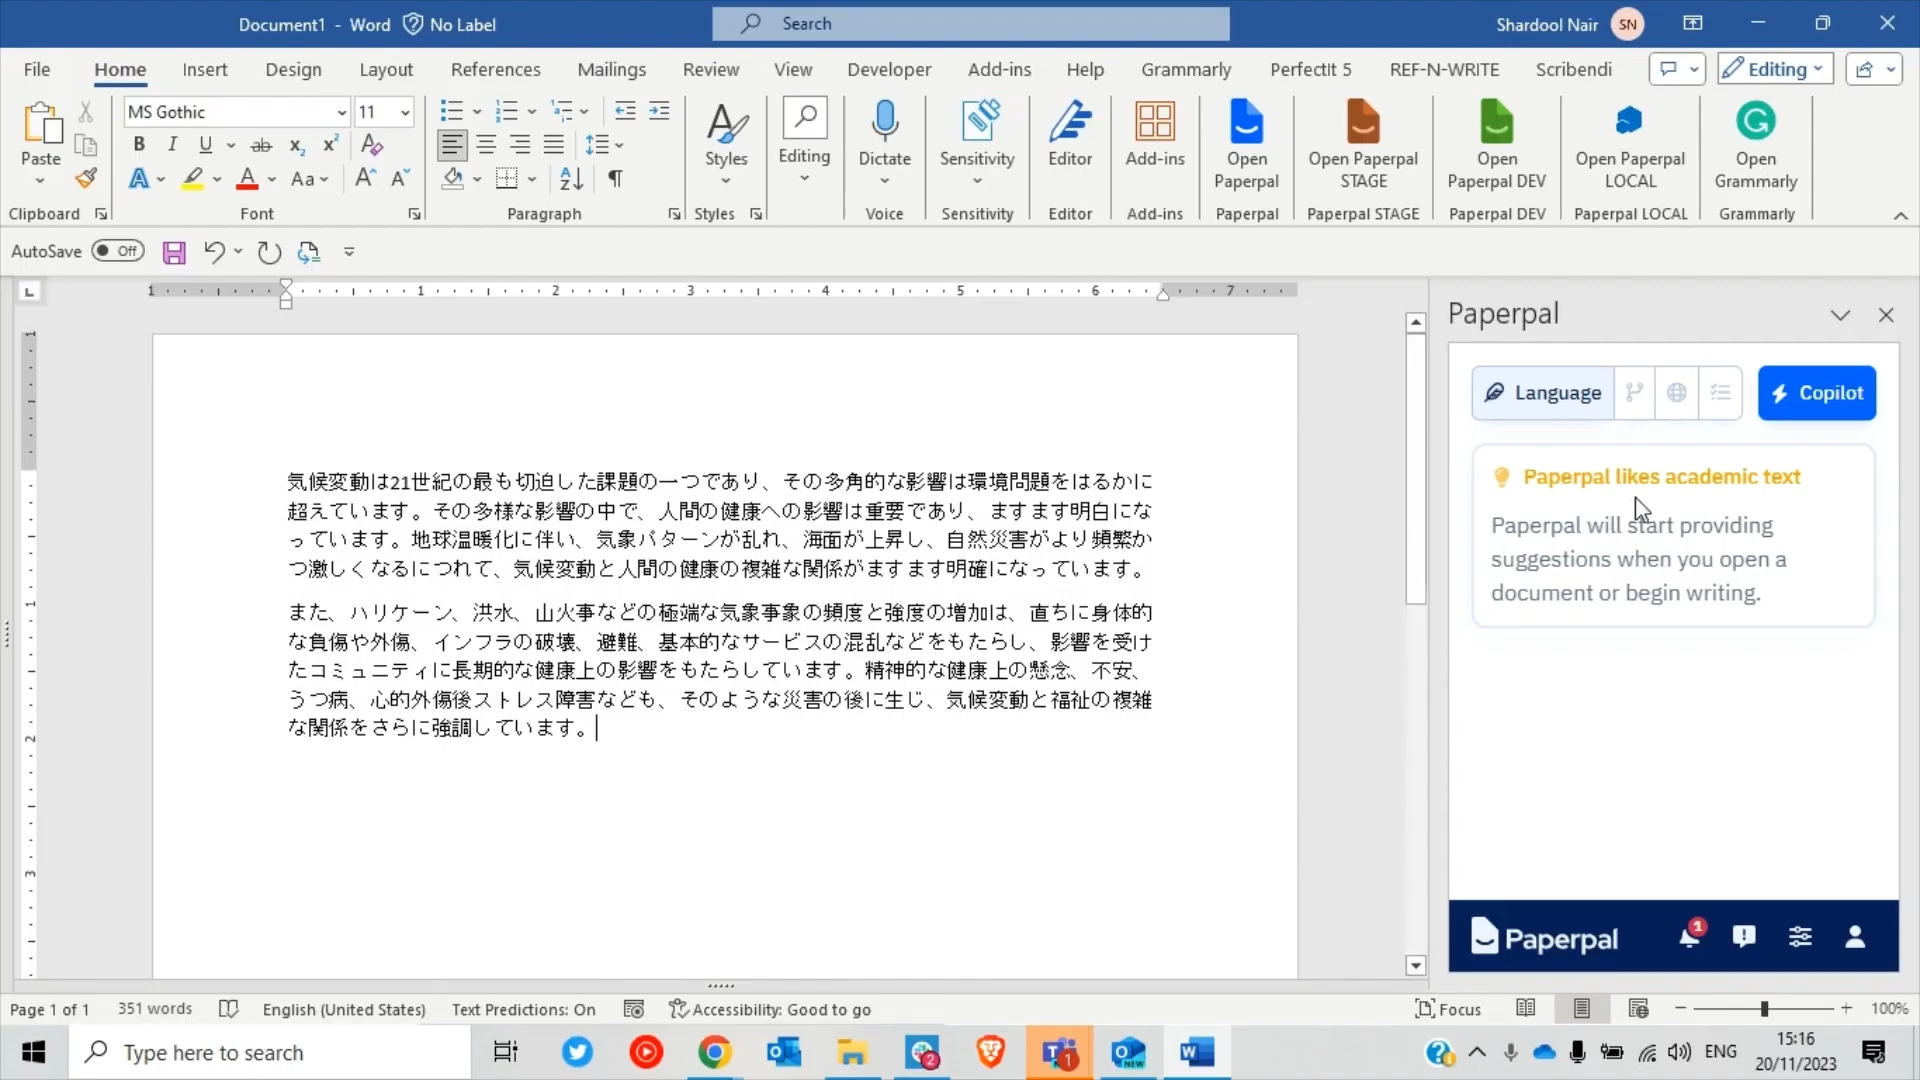 Document1 - Word No Label
Search
Shardool Nair SN
File Home Insert Design Layout References Mailings Review View Developer Add-ins Help Grammarly PerfectIt 5 REF-N-WRITE Scribendi Editing
MS Gothic 11
Paste Styles Editing Dictate Sensitivity Editor Add-ins Open Paperpal Open Paperpal STAGE Open Paperpal DEV Open Paperpal LOCAL Open Grammarly
Clipboard Font Paragraph Styles Voice Sensitivity Editor Add-ins Paperpal Paperpal STAGE Paperpal DEV Paperpal LOCAL Grammarly
AutoSave Off
1 1 2 3 4 5 6 7
Paperpal
Language Copilot
Paperpal likes academic text
Paperpal will start providing
suggestions when you open a
document or begin writing.
気候変動は21世紀の最も切迫した課題の一つであり、その多角的な影響は環境問題をはるかに
超えています。その多様な影響の中で、人間の健康への影響は重要であり、ますます明白にな
っています。地球温暖化に伴い、気象パターンが乱れ、海面が上昇し、自然災害がより頻繁か
つ激しくなるにつれて、気候変動と人間の健康の複雑な関係がますます明確になっています。
また、ハリケーン、洪水、山火事などの極端な気象事象の頻度と強度の増加は、直ちに身体的
な負傷や外傷、インフラの破壊、避難、基本的なサービスの混乱などをもたらし、影響を受け
たコミュニティに長期的な健康上の影響をもたらしています。精神的な健康上の懸念、不安、
うつ病、心的外傷後ストレス障害なども、そのような災害の後に生じ、気候変動と福祉の複雑
な関係をさらに強調しています。
Paperpal 1
Page 1 of 1 351 words English (United States) Text Predictions: On Accessibility: Good to go Focus 100%
Type here to search
ENG
15:16
20/11/2023